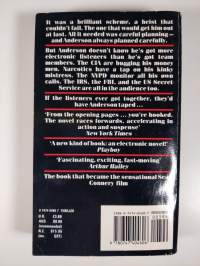 It was a brilliant scheme, a heist that
couldn't fail. The one that would get him out
at last. All it needed was careful planning –
and Anderson always planned carefully.
But Anderson doesn't know he's got more
electronic listeners than he's got team
members. The CIA are bugging his money
men. Narcotics have a tap on his kinky
mistress. The NYPD monitor all his own
calls. The IRS, the FBI, and the US Secret
Service are all in the audience too.
If the listeners ever got together, they'd
have Anderson taped ...
'From the opening pages ... you're hooked.
The novel races forwards, accelerating in
action and suspense'
New York Times
'A new kind of book: an electronic novel!'
Playboy
'Fascinating, exciting, fast-moving'
Arthur Hailey
The book that became the sensational Sean
Connery film